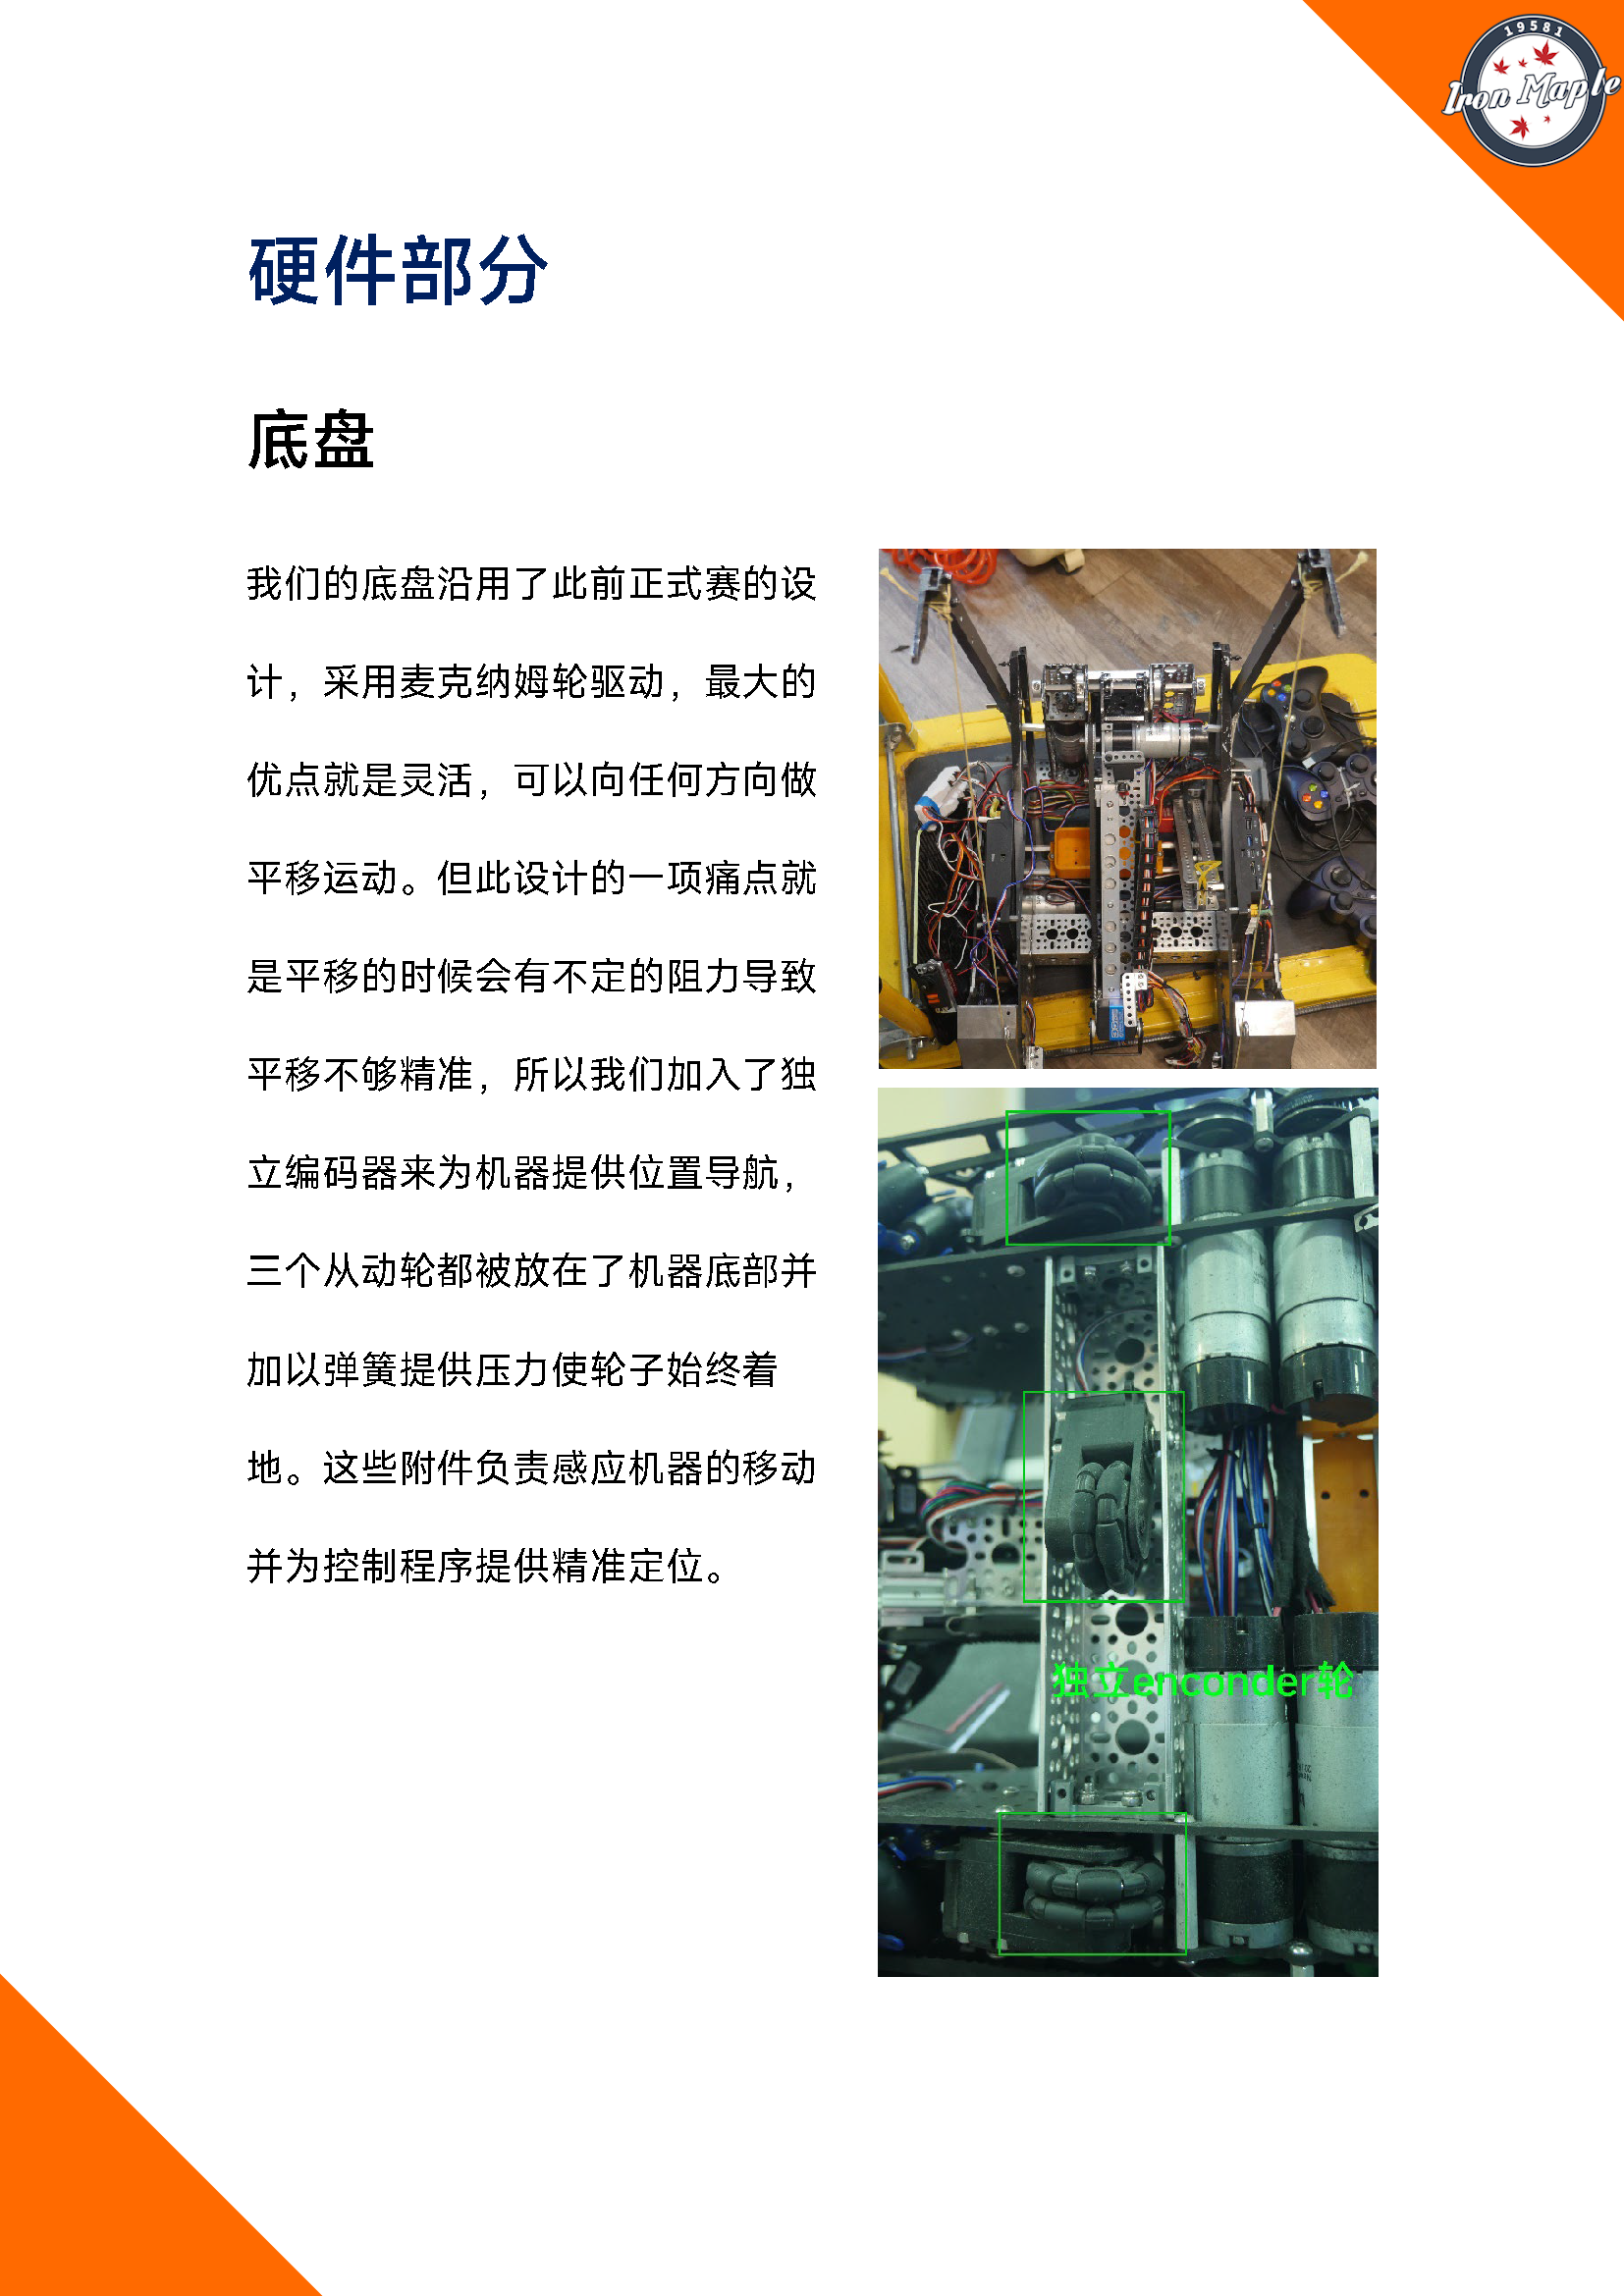 19581
Iron Maple
硬件部分
底盘
我们的底盘沿用了此前正式赛的设
计，采用麦克纳姆轮驱动，最大的
优点就是灵活，可以向任何方向做
平移运动。但此设计的一项痛点就
是平移的时候会有不定的阻力导致
平移不够精准，所以我们加入了独
立编码器来为机器提供位置导航，
三个从动轮都被放在了机器底部并
加以弹簧提供压力使轮子始终着
地。这些附件负责感应机器的移动
并为控制程序提供精准定位。
独立enconder轮